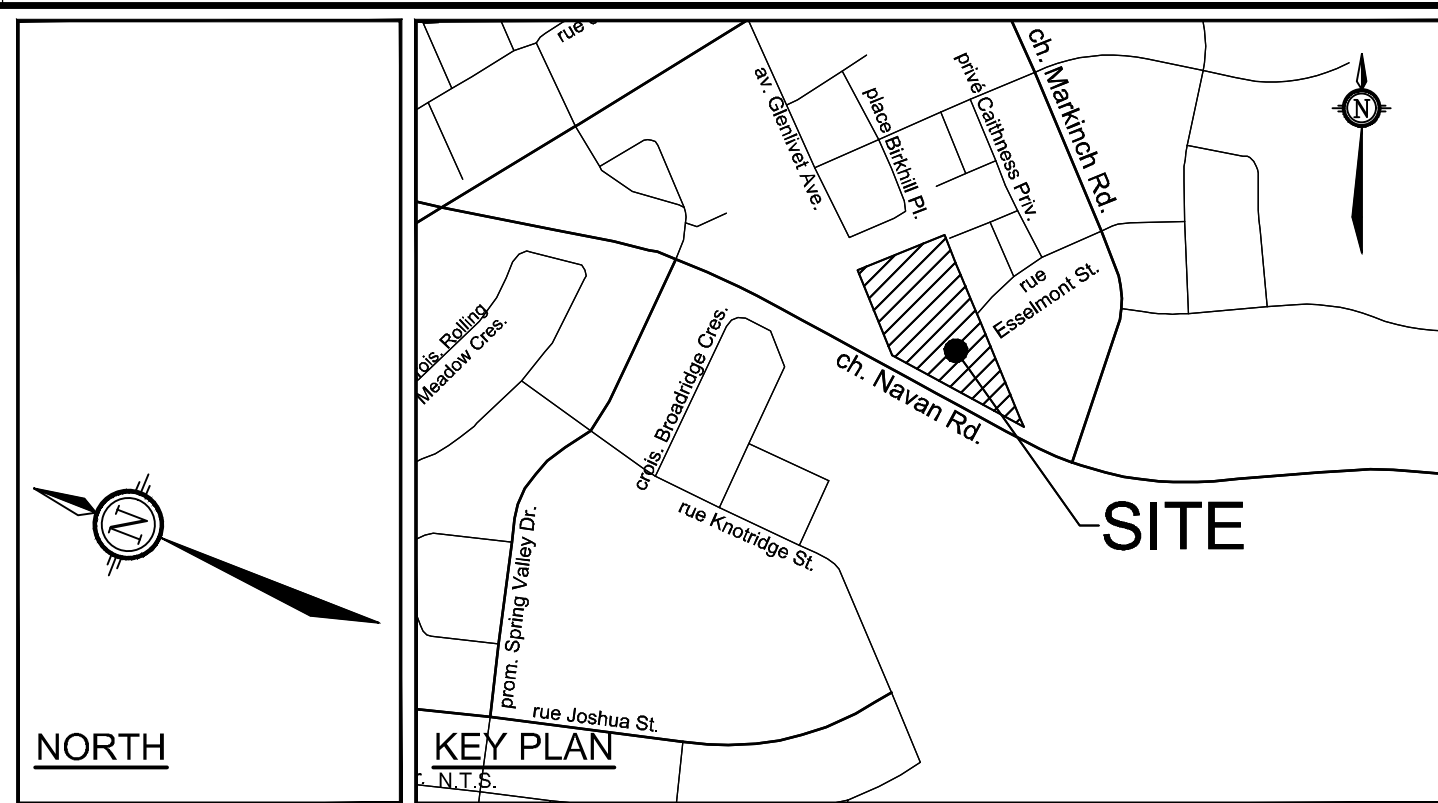 rue
av. Glenlivet Ave.
place Birkhill Pl.
privé Caithness Priv.
ch. Markinch Rd.
N
rue
Esselmont St.
ois. Rolling
Meadow Cres.
crois. Broadridge Cres.
ch. Navan Rd.
SITE
rue Knotridge St.
prom. Spring Valley Dr.
rue Joshua St.
N
NORTH
KEY PLAN
N.T.S.